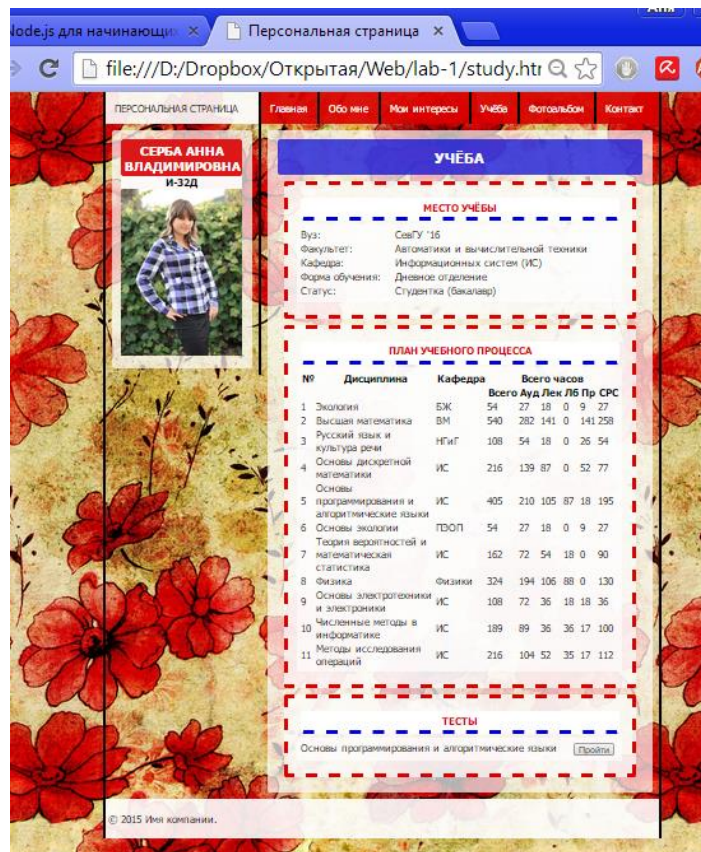 Node.js для начинающи
Персональная страница
file:///D:/Dropbox/Открытая/Web/lab-1/study.htm
ПЕРСОНАЛЬНАЯ СТРАНИЦА Главная Обо мне Мои интересы Учёба Фотоальбом Контакт
СЕРБА АННА
ВЛАДИМИРОВНА
И-32Д
УЧЁБА
МЕСТО УЧЁБЫ
Вуз: СевГУ '16
Факультет: Автоматики и вычислительной техники
Кафедра: Информационных систем (ИС)
Форма обучения: Дневное отделение
Статус: Студентка (бакалавр)
ПЛАН УЧЕБНОГО ПРОЦЕССА
№ Дисциплина Кафедра Всего часов
Всего Ауд Лек Лб Пр СРС
1 Экология БЖ 54 27 18 0 9 27
2 Высшая математика ВМ 540 282 141 0 141 258
Русский язык и
3 культура речи НГиГ 108 54 18 0 26 54
Основы дискретной
4 математики ИС 216 139 87 0 52 77
Основы
5 программирования и ИС 405 210 105 87 18 195
алгоритмические языки
6 Основы экологии ПЭОП 54 27 18 0 9 27
Теория вероятностей и
7 математическая ИС 162 72 54 18 0 90
статистика
8 Физика Физики 324 194 106 88 0 130
Основы электротехники
9 и электроники ИС 108 72 36 18 18 36
Численные методы в
10 информатике ИС 189 89 36 36 17 100
Методы исследования
11 операций ИС 216 104 52 35 17 112
ТЕСТЫ
Основы программирования и алгоритмические языки Пройти
© 2015 Имя компании.